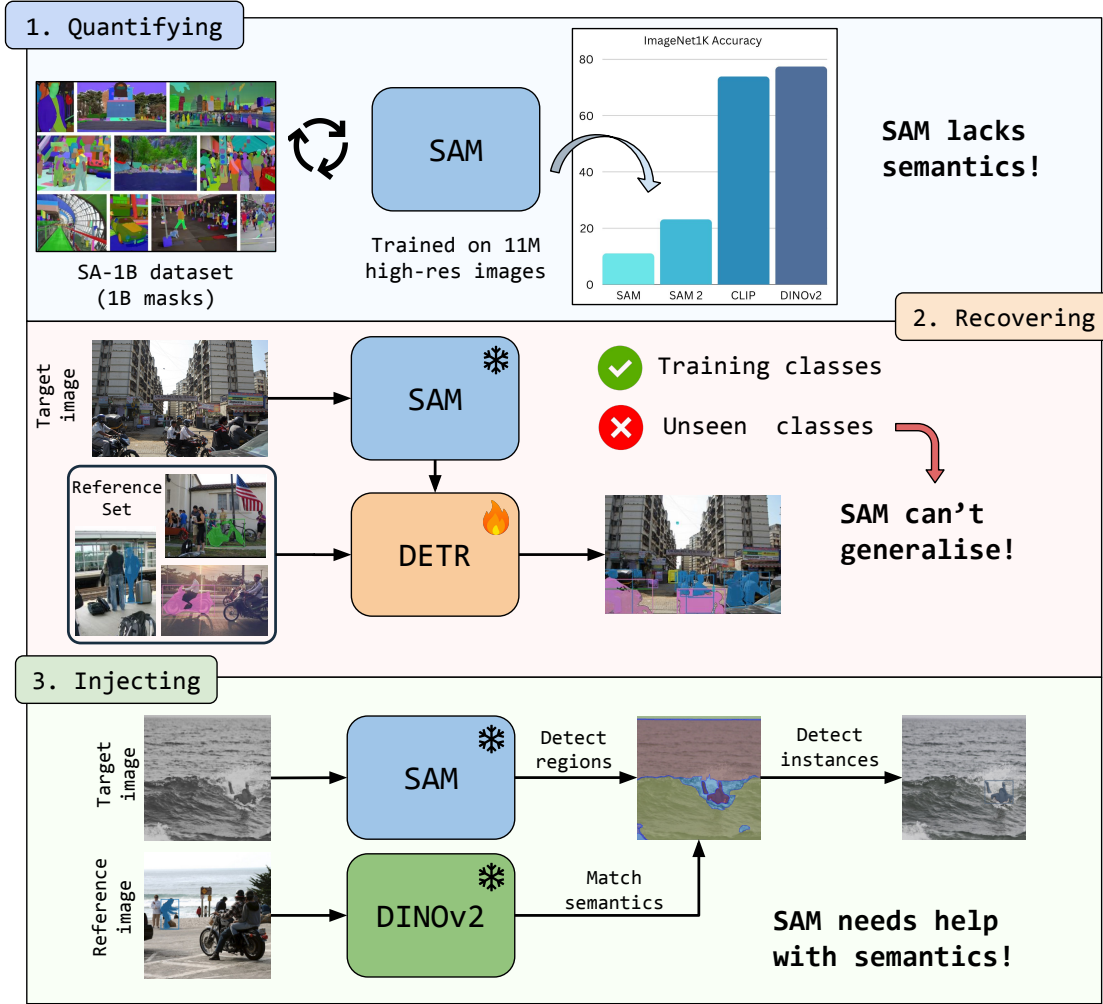 1. Quantifying
SA-1B dataset
(1B masks)
SAM
Trained on 11M
high-res images
ImageNet1K Accuracy
80
60
40
20
0
SAM
SAM 2
CLIP
DINOv2
SAM lacks
semantics!
2. Recovering
Target
image
SAM
Reference
Set
DETR
Training classes
Unseen classes
SAM can't
generalise!
3. Injecting
Target
image
SAM
Detect
regions
Detect
instances
Reference
image
DINOv2
Match
semantics
SAM needs help
with semantics!